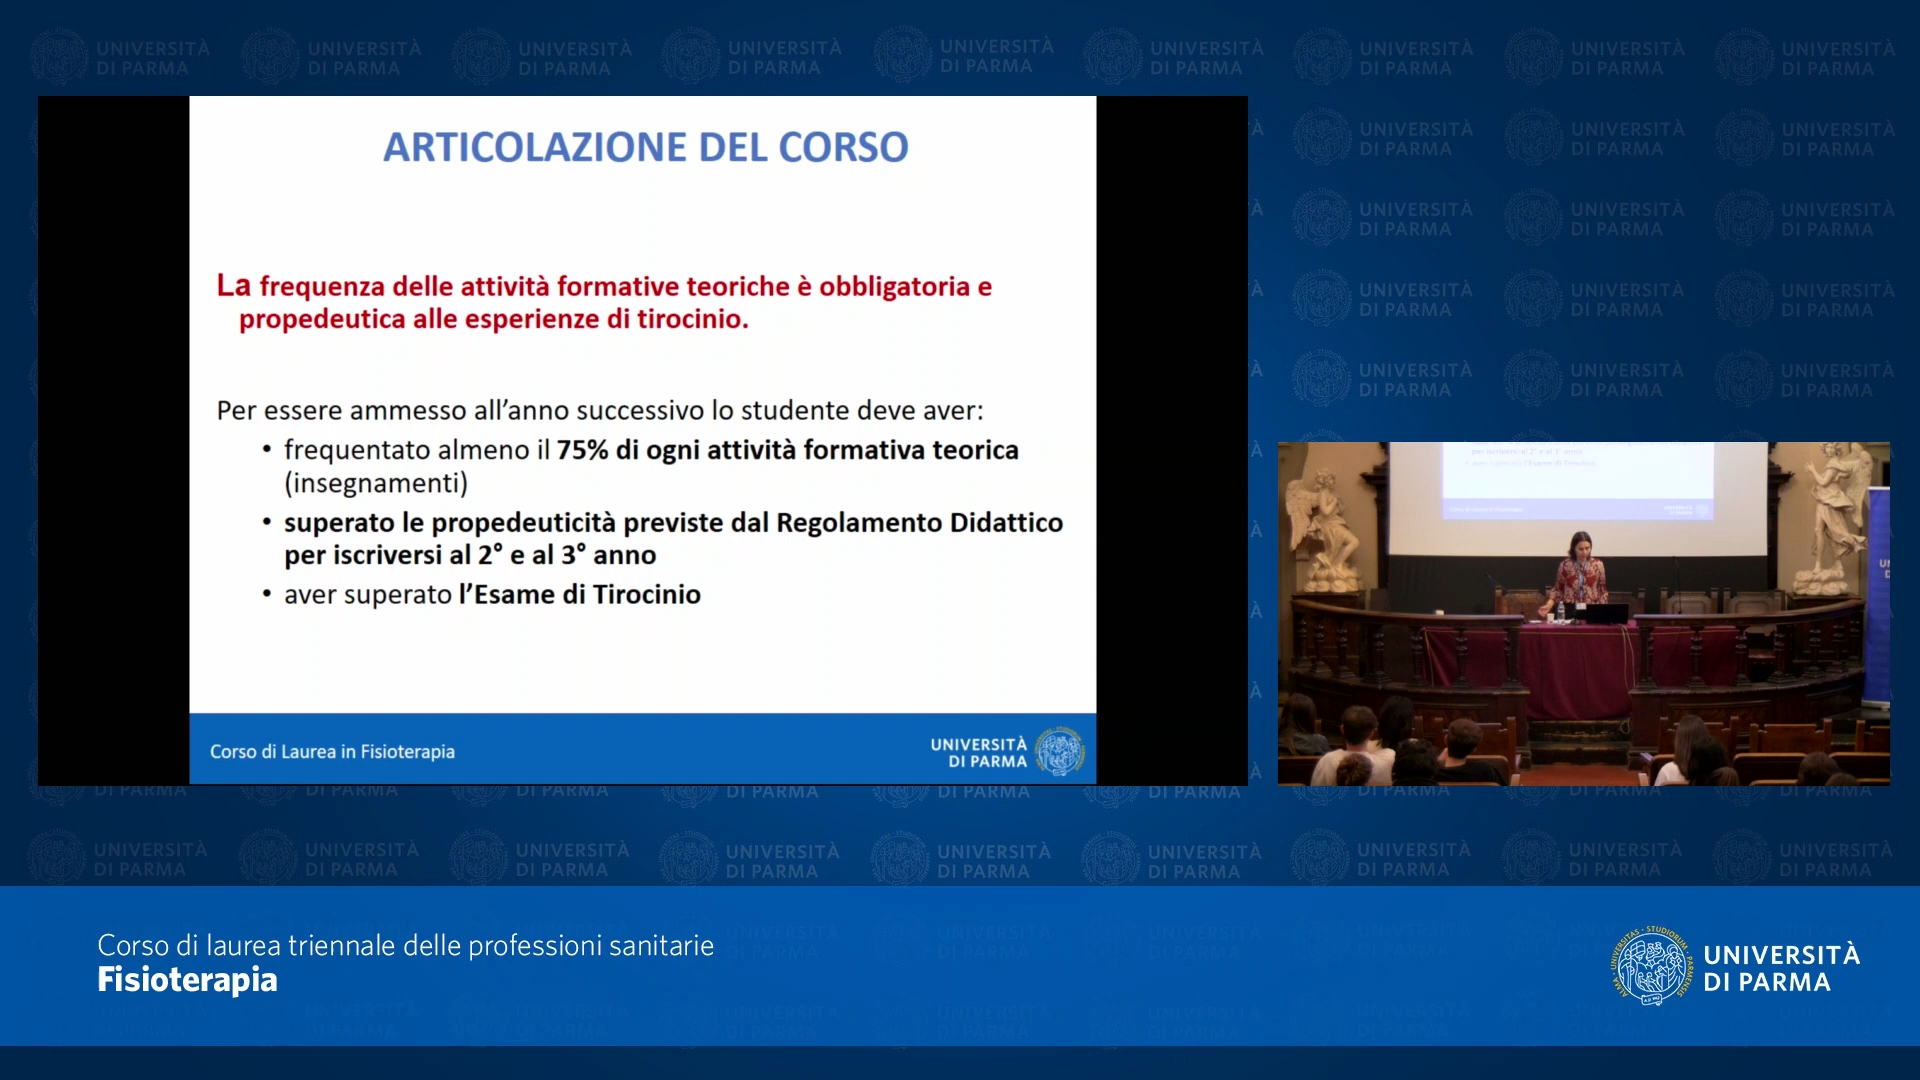 ARTICOLAZIONE DEL CORSO
La frequenza delle attività formative teoriche è obbligatoria e
propedeutica alle esperienze di tirocinio.
Per essere ammesso all’anno successivo lo studente deve aver:
• frequentato almeno il 75% di ogni attività formativa teorica
(insegnamenti)
• superato le propedeuticità previste dal Regolamento Didattico
per iscriversi al 2° e al 3° anno
• aver superato l’Esame di Tirocinio
Corso di Laurea in Fisioterapia
UNIVERSITÀ
DI PARMA
Corso di laurea triennale delle professioni sanitarie
Fisioterapia
UNIVERSITÀ
DI PARMA